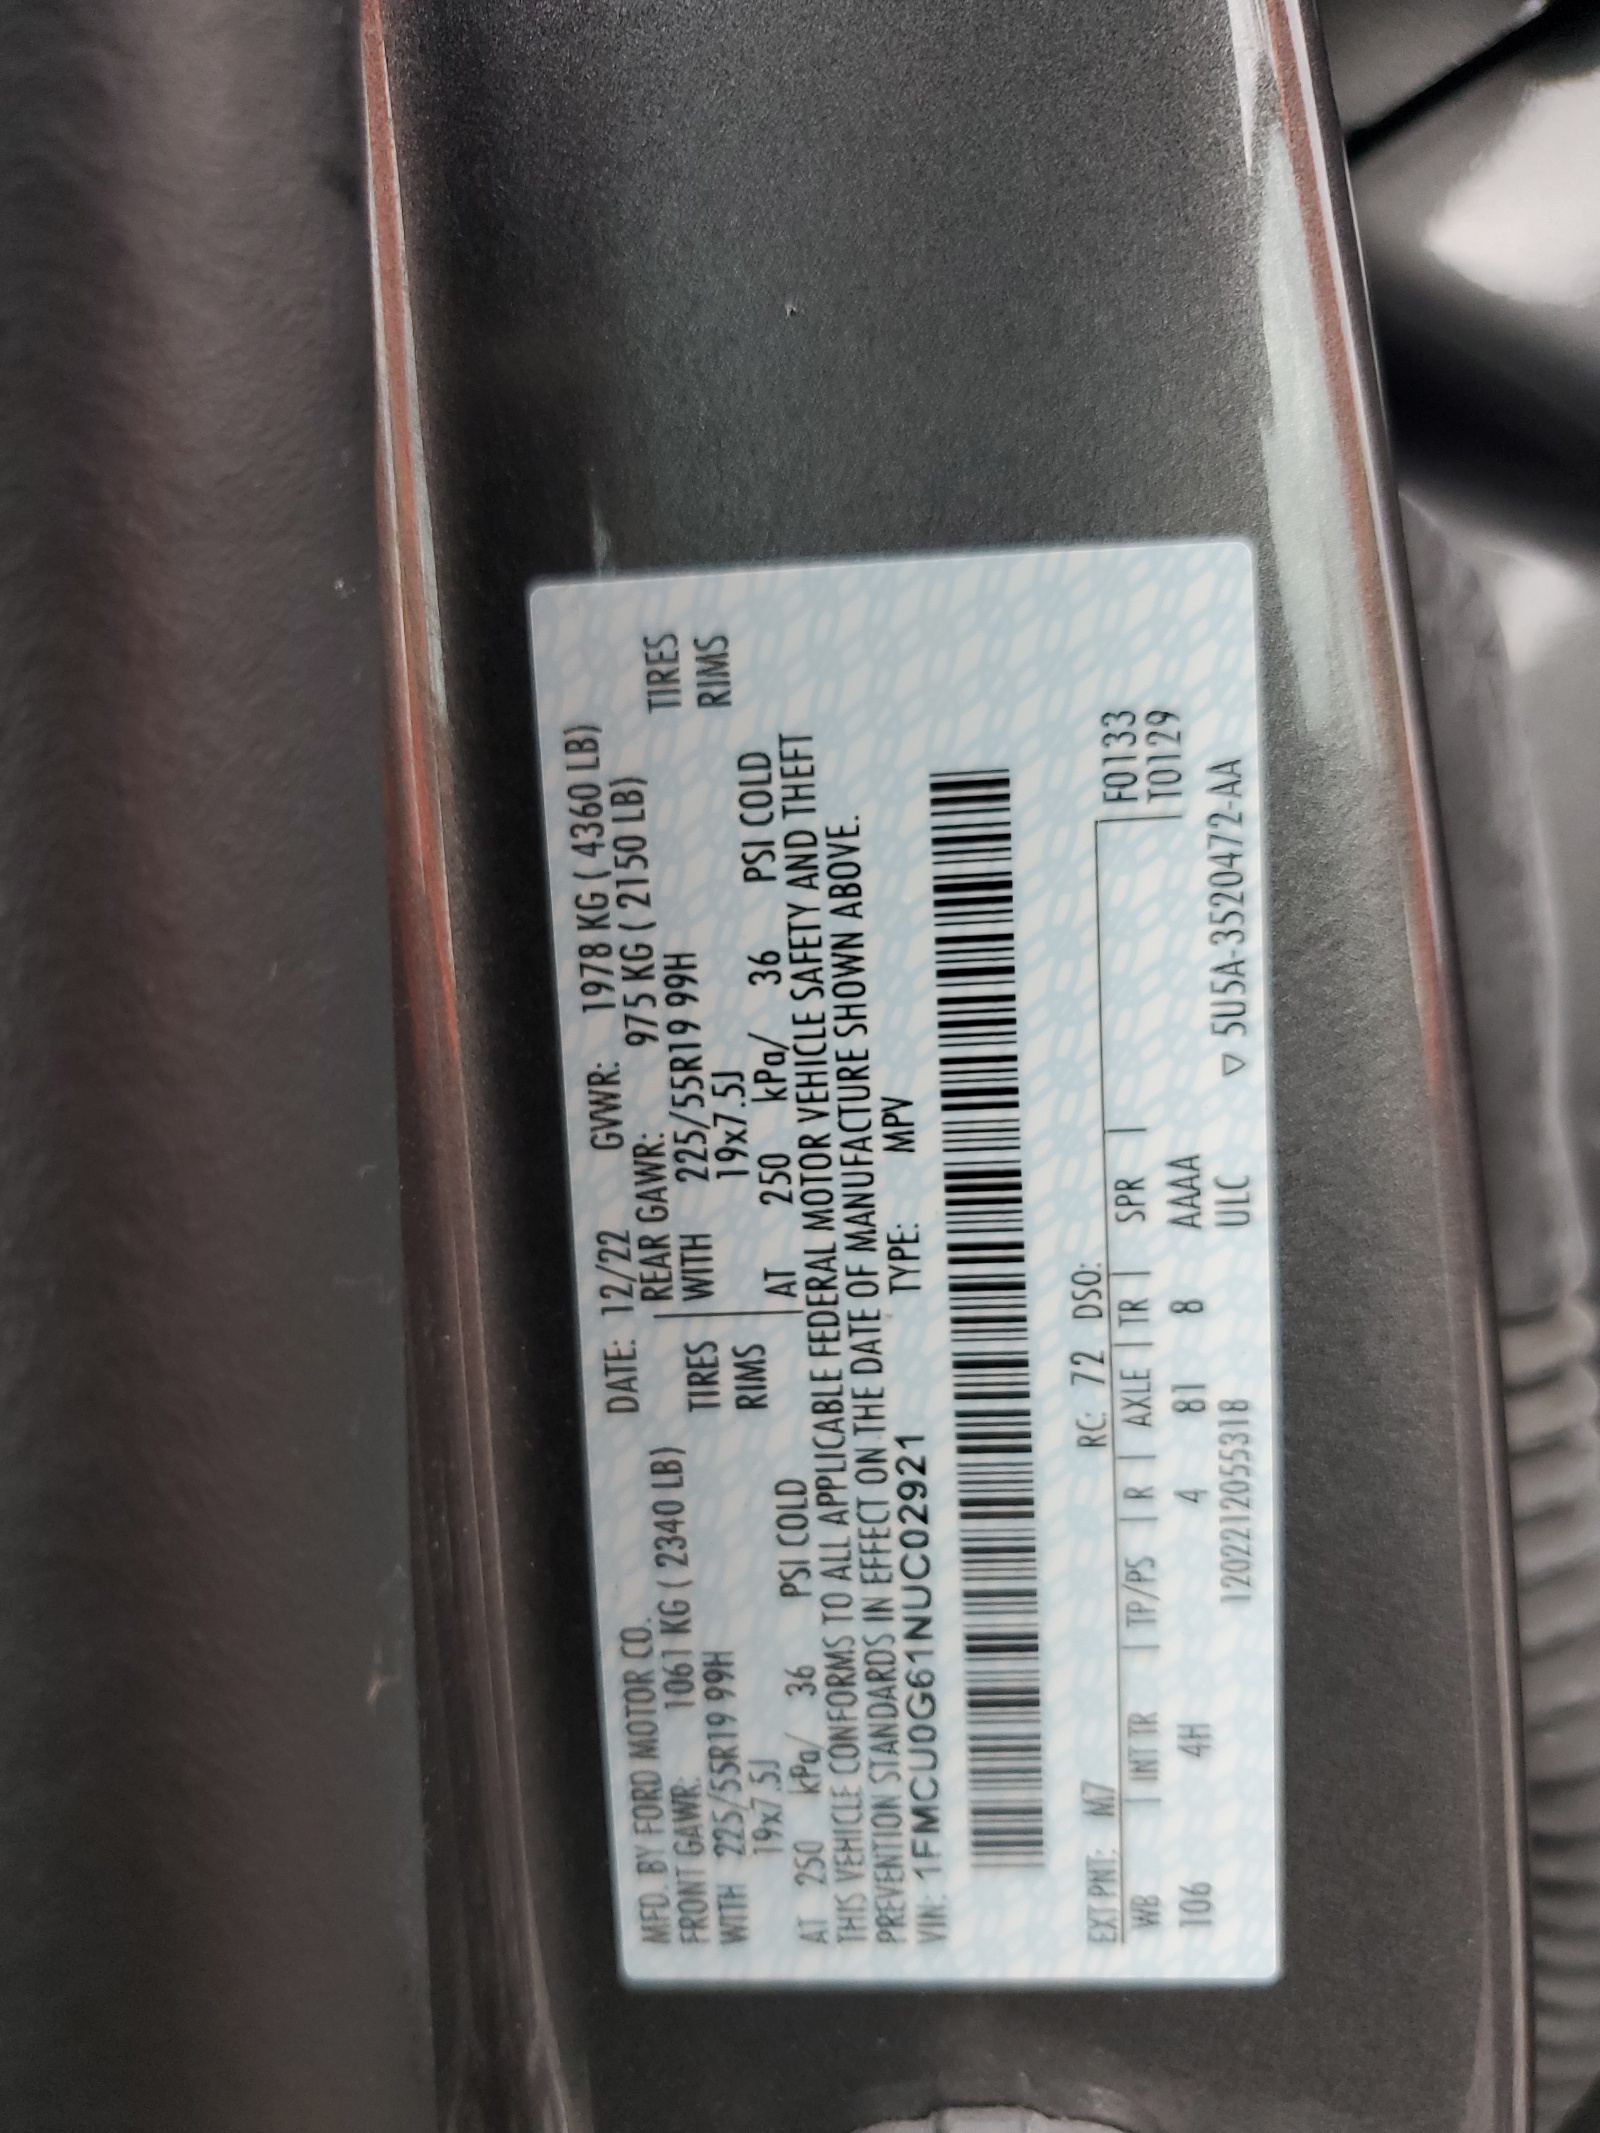 MFD. BY FORD MOTOR CO. DATE: 12/22 GVWR: 1978 KG ( 4360 LB)
FRONT GAWR: 1061 KG ( 2340 LB) REAR GAWR: 975 KG ( 2150 LB)
WITH 225/55R19 99H TIRES WITH 225/55R19 99H TIRES
19x7.5J RIMS 19x7.5J RIMS
AT 250 kPa/ 36 PSI COLD AT 250 kPa/ 36 PSI COLD
THIS VEHICLE CONFORMS TO ALL APPLICABLE FEDERAL MOTOR VEHICLE SAFETY AND THEFT
PREVENTION STANDARDS IN EFFECT ON THE DATE OF MANUFACTURE SHOWN ABOVE.
VIN: 1FMCU0G61NUC02921 TYPE: MPV
EXT PNT: M7 RC: 72 DSO:
WB | INT TR | TP/PS | R | AXLE | TR | SPR | F0133
106 4H 4 81 8 AAAA T0129
1202212055318 ULC ▽ 5U5A-3520472-AA